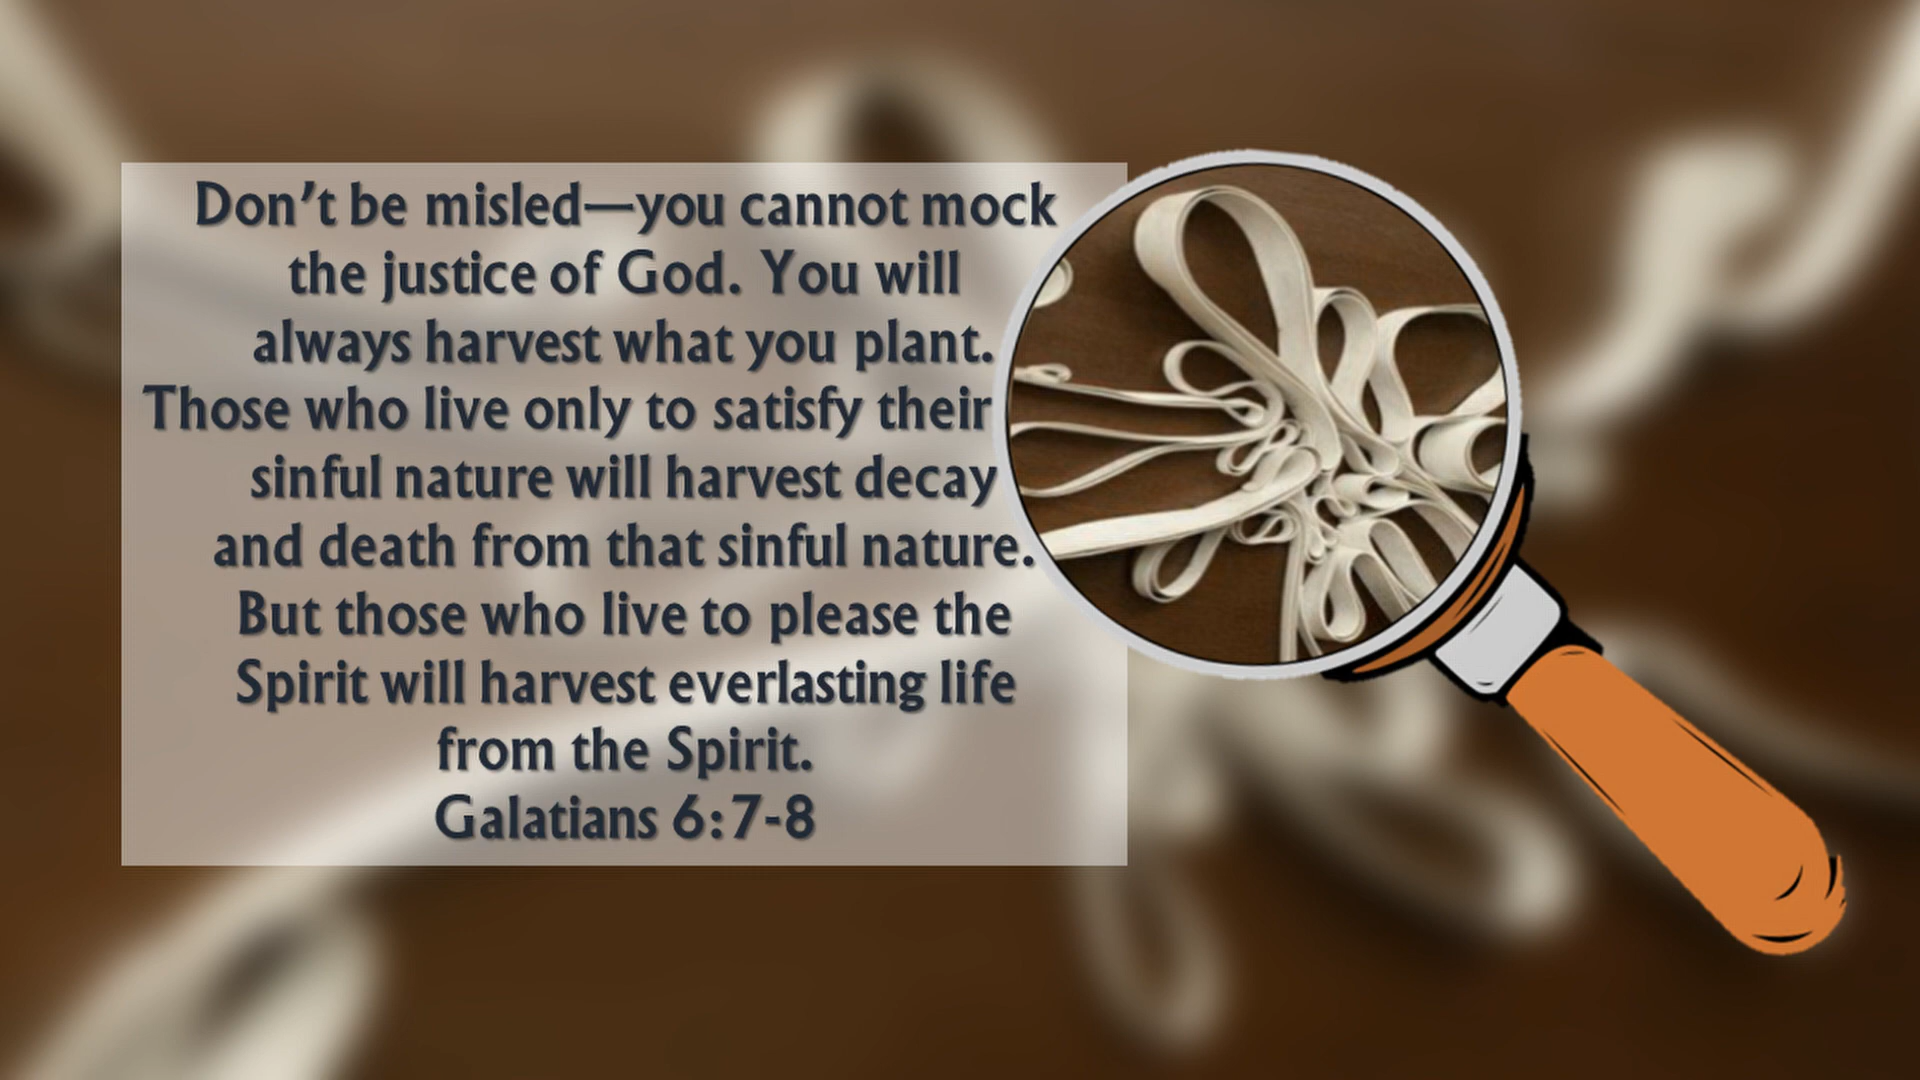 Don’t be misled—you cannot mock
the justice of God. You will
always harvest what you plant.
Those who live only to satisfy their
sinful nature will harvest decay
and death from that sinful nature.
But those who live to please the
Spirit will harvest everlasting life
from the Spirit.
Galatians 6:7-8